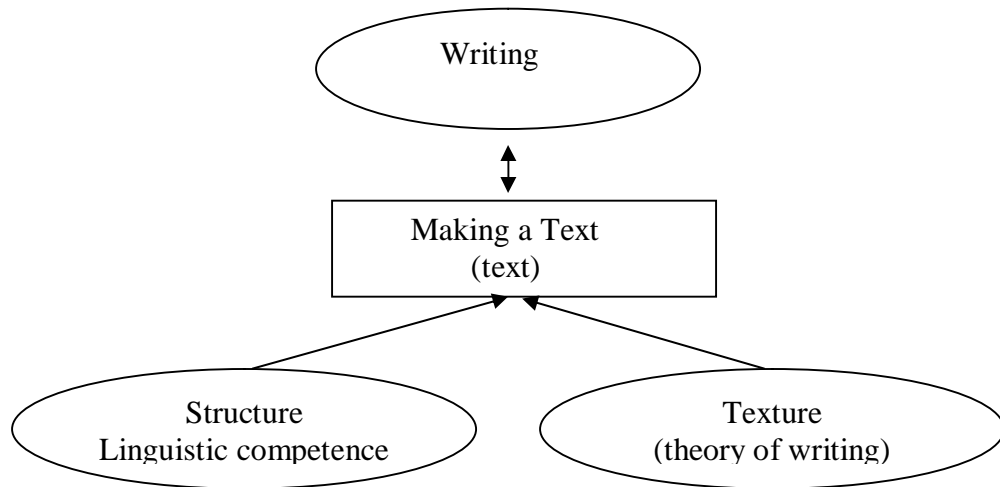 Writing
Making a Text
(text)
Structure
Linguistic competence
Texture
(theory of writing)